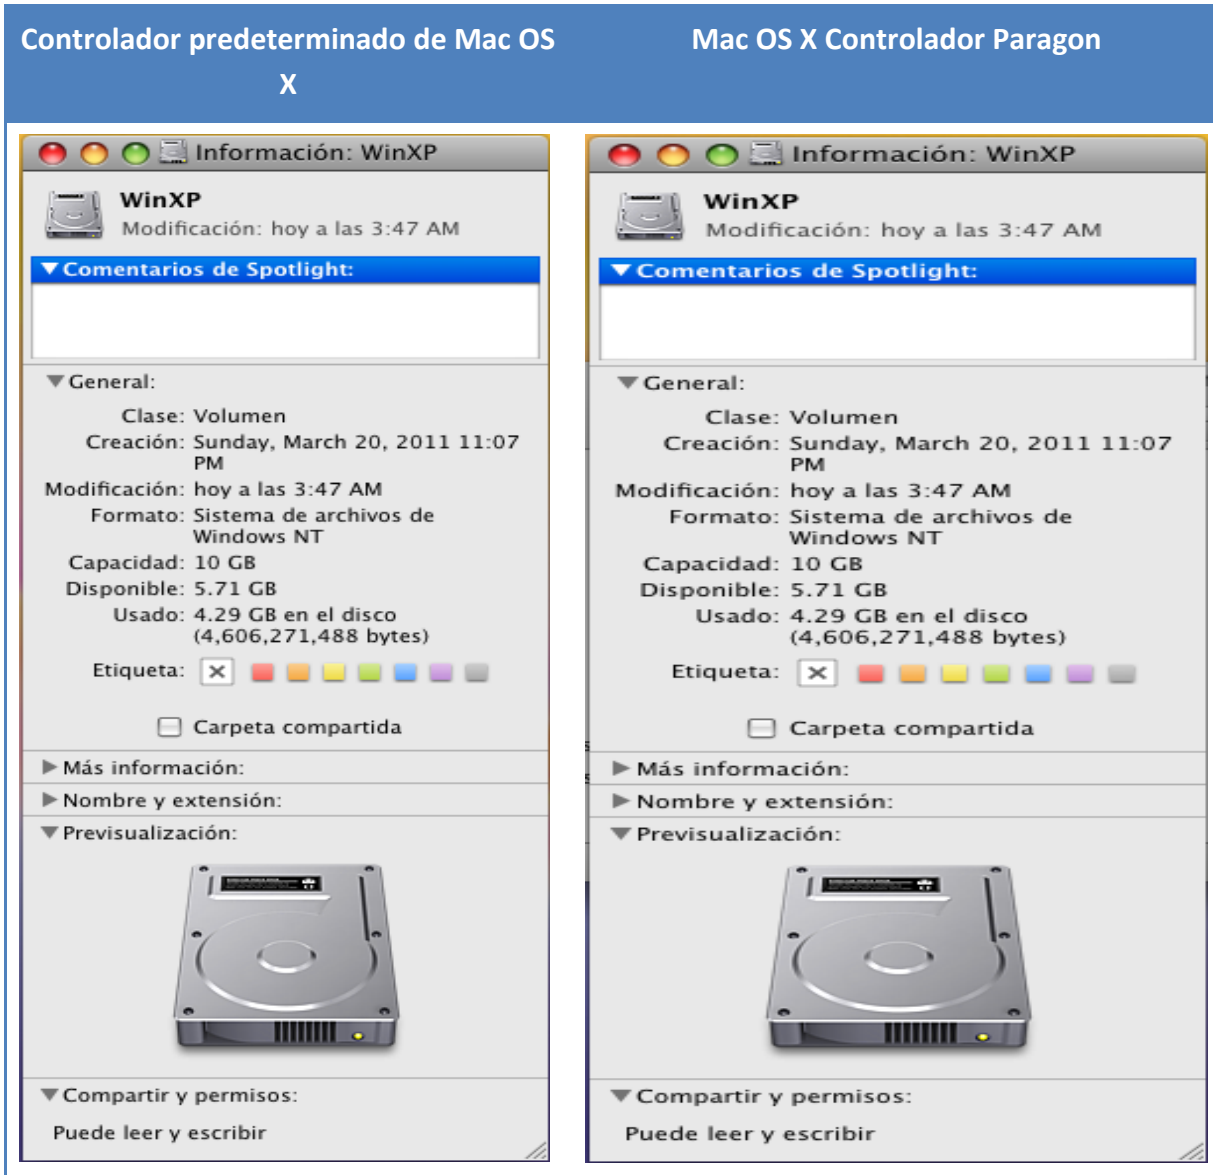 Controlador predeterminado de Mac OS
X
Mac OS X Controlador Paragon
Información: WinXP
WinXP
Modificación: hoy a las 3:47 AM
Comentarios de Spotlight:
General:
Clase: Volumen
Creación: Sunday, March 20, 2011 11:07
PM
Modificación: hoy a las 3:47 AM
Formato: Sistema de archivos de
Windows NT
Capacidad: 10 GB
Disponible: 5.71 GB
Usado: 4.29 GB en el disco
(4,606,271,488 bytes)
Etiqueta:
Carpeta compartida
Más información:
Nombre y extensión:
Previsualización:
Compartir y permisos:
Puede leer y escribir
Información: WinXP
WinXP
Modificación: hoy a las 3:47 AM
Comentarios de Spotlight:
General:
Clase: Volumen
Creación: Sunday, March 20, 2011 11:07
PM
Modificación: hoy a las 3:47 AM
Formato: Sistema de archivos de
Windows NT
Capacidad: 10 GB
Disponible: 5.71 GB
Usado: 4.29 GB en el disco
(4,606,271,488 bytes)
Etiqueta:
Carpeta compartida
Más información:
Nombre y extensión:
Previsualización:
Compartir y permisos:
Puede leer y escribir